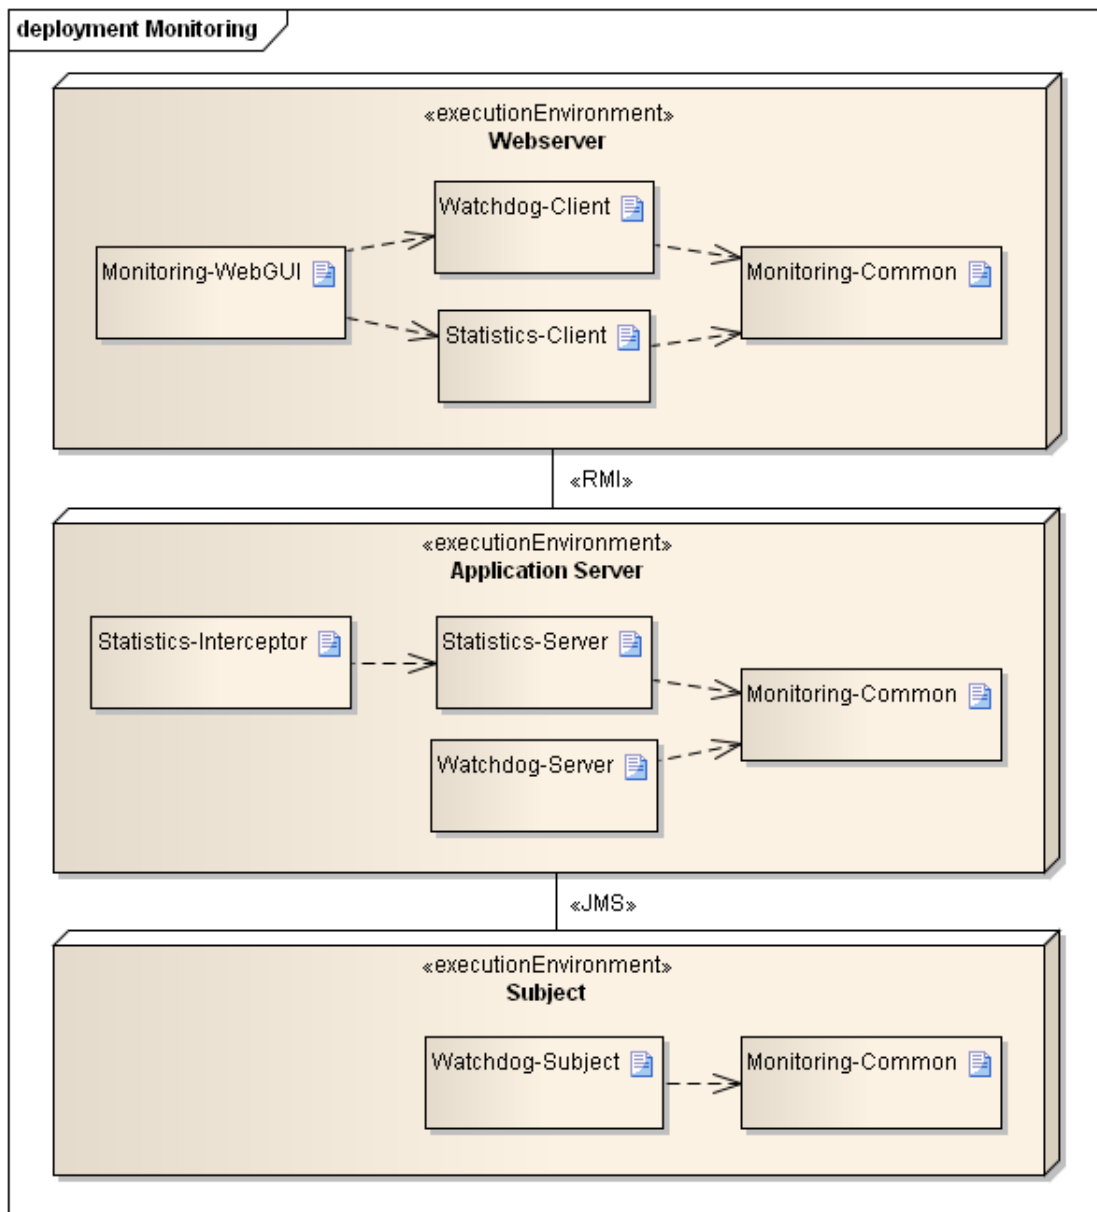 deployment Monitoring
«executionEnvironment»
Webserver
Watchdog-Client
Monitoring-WebGUI
Monitoring-Common
Statistics-Client
«RMI»
«executionEnvironment»
Application Server
Statistics-Interceptor
Statistics-Server
Monitoring-Common
Watchdog-Server
«JMS»
«executionEnvironment»
Subject
Watchdog-Subject
Monitoring-Common